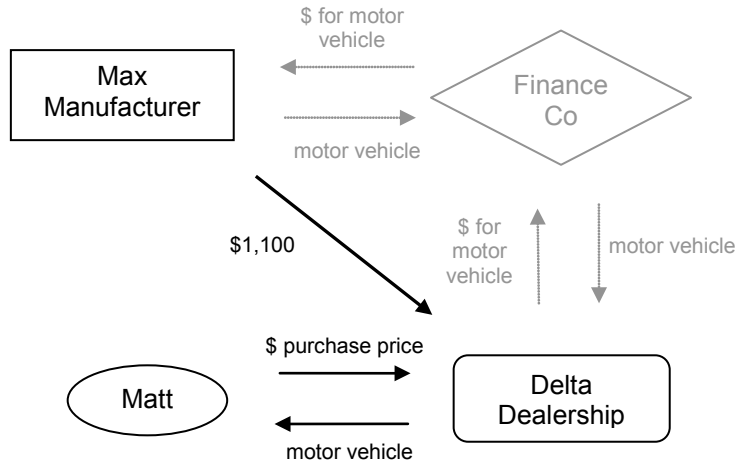 $ for motor
vehicle
Max
Manufacturer
Finance
Co
motor vehicle
$1,100
$ for
motor
vehicle
motor vehicle
$ purchase price
Matt
Delta
Dealership
motor vehicle